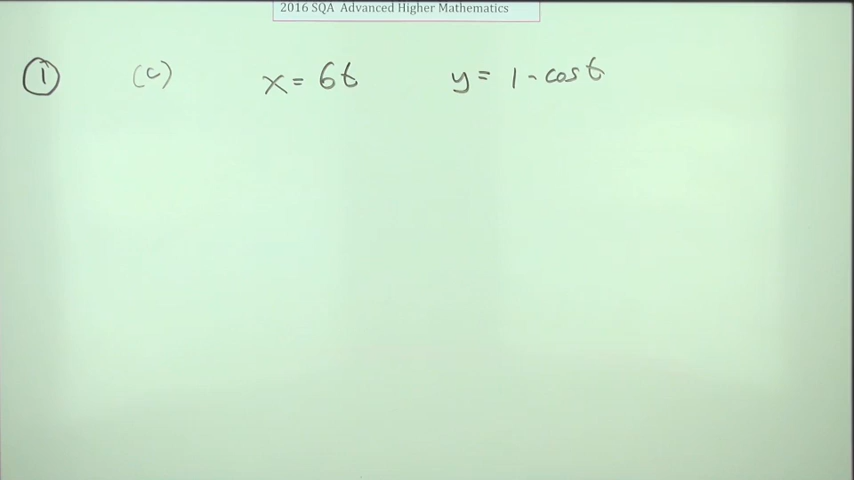 2016 SQA Advanced Higher Mathematics
① (c) x = 6t y = 1 - cos t